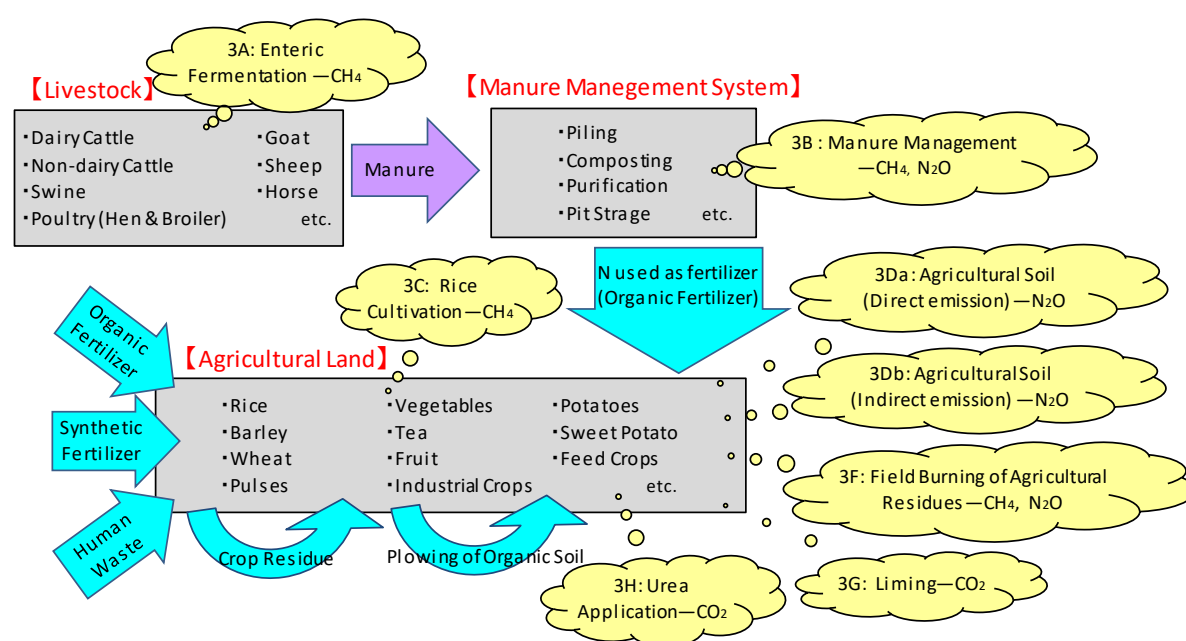 3A: Enteric
Fermentation —CH4
【Livestock】
・Dairy Cattle
・Non-dairy Cattle
・Swine
・Poultry (Hen & Broiler)
・Goat
・Sheep
・Horse
etc.
Manure
【Manure Manegement System】
・Piling
・Composting
・Purification
・Pit Strage
etc.
3B : Manure Management
—CH4, N2O
N used as fertilizer
(Organic Fertilizer)
3C: Rice
Cultivation—CH4
3Da: Agricultural Soil
(Direct emission) —N2O
3Db: Agricultural Soil
(Indirect emission) —N2O
3F: Field Burning of Agricultural
Residues—CH4, N2O
3G: Liming—CO2
3H: Urea
Application—CO2
【Agricultural Land】
Organic
Fertilizer
Synthetic
Fertilizer
Human
Waste
・Rice
・Barley
・Wheat
・Pulses
・Vegetables
・Tea
・Fruit
・Industrial Crops
・Potatoes
・Sweet Potato
・Feed Crops
etc.
Crop Residue
Plowing of Organic Soil